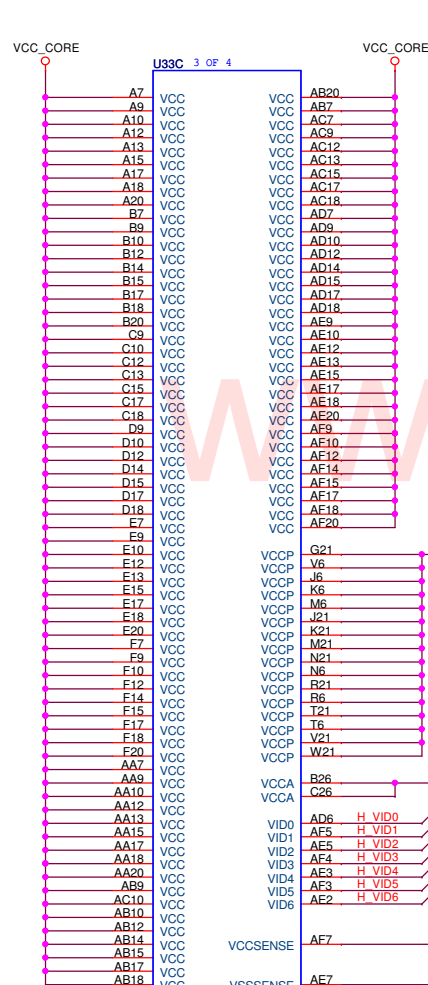 VCC_CORE VCC_CORE
U33C 3 OF 4
A7 VCC VCC AB20
A9 VCC VCC AB7
A10 VCC VCC AC7
A12 VCC VCC AC9
A13 VCC VCC AC12
A15 VCC VCC AC13
A17 VCC VCC AC15
A18 VCC VCC AC17
A20 VCC VCC AC18
B7 VCC VCC AD7
B9 VCC VCC AD9
B10 VCC VCC AD10
B12 VCC VCC AD12
B14 VCC VCC AD14
B15 VCC VCC AD15
B17 VCC VCC AD17
B18 VCC VCC AD18
B20 VCC VCC AE9
C9 VCC VCC AE10
C10 VCC VCC AE12
C12 VCC VCC AE13
C13 VCC VCC AE15
C15 VCC VCC AE17
C17 VCC VCC AE18
C18 VCC VCC AE20
D9 VCC VCC AF9
D10 VCC VCC AF10
D12 VCC VCC AF12
D14 VCC VCC AF14
D15 VCC VCC AF15
D17 VCC VCC AF17
D18 VCC VCC AF18
E7 VCC VCC AF20
E9 VCC
E10 VCC VCCP G21
E12 VCC VCCP V6
E13 VCC VCCP J6
E15 VCC VCCP K6
E17 VCC VCCP M6
E18 VCC VCCP J21
E20 VCC VCCP K21
F7 VCC VCCP M21
F9 VCC VCCP N21
F10 VCC VCCP N6
F12 VCC VCCP R21
F14 VCC VCCP R6
F15 VCC VCCP T21
F17 VCC VCCP T6
F18 VCC VCCP V21
F20 VCC VCCP W21
AA7 VCC
AA9 VCC VCCA B26
AA10 VCC VCCA C26
AA12 VCC
AA13 VCC VID0 AD6 H_VID0
AA15 VCC VID1 AF5 H_VID1
AA17 VCC VID2 AE5 H_VID2
AA18 VCC VID3 AF4 H_VID3
AA20 VCC VID4 AE3 H_VID4
AB9 VCC VID5 AF3 H_VID5
AC10 VCC VID6 AE2 H_VID6
AB10 VCC
AB12 VCC
AB14 VCC VCCSENSE AF7
AB15 VCC
AB17 VCC
AB18 VCC VSSSENSE AE7